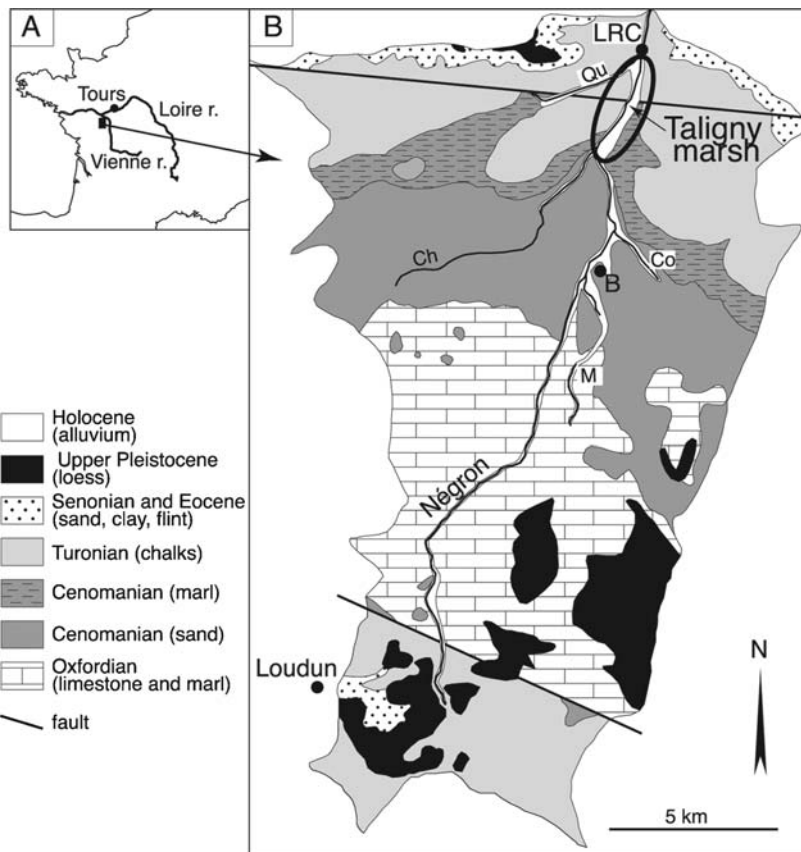 A
Tours
Loire r.
Vienne r.
B
LRC
Qu
Taligny
marsh
Ch
Co
B
M
Négron
Loudun
N
5 km
Holocene
(alluvium)
Upper Pleistocene
(loess)
Senonian and Eocene
(sand, clay, flint)
Turonian (chalks)
Cenomanian (marl)
Cenomanian (sand)
Oxfordian
(limestone and marl)
fault